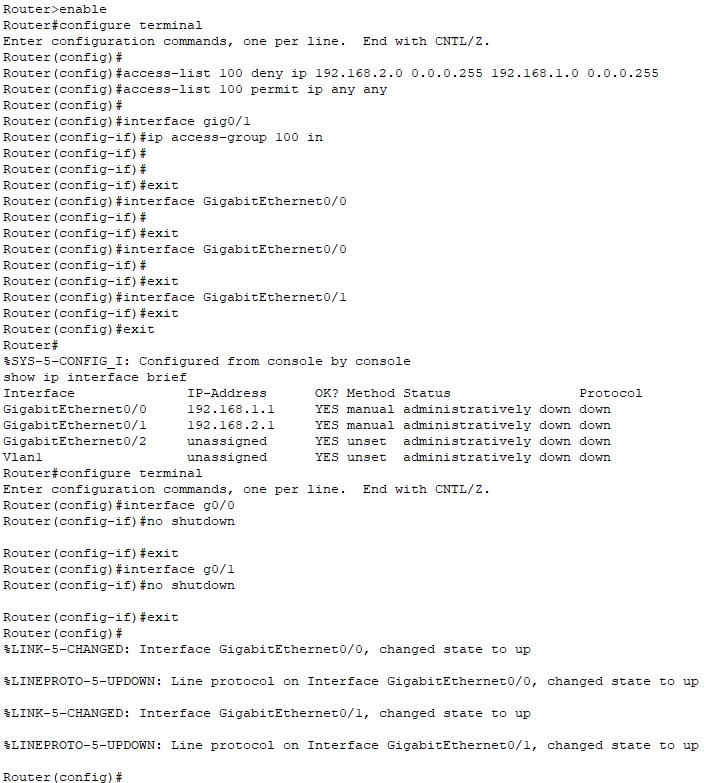 Router>enable
Router#configure terminal
Enter configuration commands, one per line.  End with CNTL/Z.
Router(config)#
Router(config)#access-list 100 deny ip 192.168.2.0 0.0.0.255 192.168.1.0 0.0.0.255
Router(config)#access-list 100 permit ip any any
Router(config)#
Router(config)#interface gig0/1
Router(config-if)#ip access-group 100 in
Router(config-if)#
Router(config-if)#
Router(config-if)#exit
Router(config)#interface GigabitEthernet0/0
Router(config-if)#
Router(config-if)#exit
Router(config)#interface GigabitEthernet0/0
Router(config-if)#
Router(config-if)#exit
Router(config)#interface GigabitEthernet0/1
Router(config-if)#exit
Router(config)#exit
Router#
%SYS-5-CONFIG_I: Configured from console by console
show ip interface brief
Interface              IP-Address      OK? Method Status                Protocol
GigabitEthernet0/0     192.168.1.1     YES manual administratively down down
GigabitEthernet0/1     192.168.2.1     YES manual administratively down down
GigabitEthernet0/2     unassigned      YES unset  administratively down down
Vlan1                  unassigned      YES unset  administratively down down
Router#configure terminal
Enter configuration commands, one per line.  End with CNTL/Z.
Router(config)#interface g0/0
Router(config-if)#no shutdown
Router(config-if)#exit
Router(config)#interface g0/1
Router(config-if)#no shutdown
Router(config-if)#exit
Router(config)#
%LINK-5-CHANGED: Interface GigabitEthernet0/0, changed state to up
%LINEPROTO-5-UPDOWN: Line protocol on Interface GigabitEthernet0/0, changed state to up
%LINK-5-CHANGED: Interface GigabitEthernet0/1, changed state to up
%LINEPROTO-5-UPDOWN: Line protocol on Interface GigabitEthernet0/1, changed state to up
Router(config)#